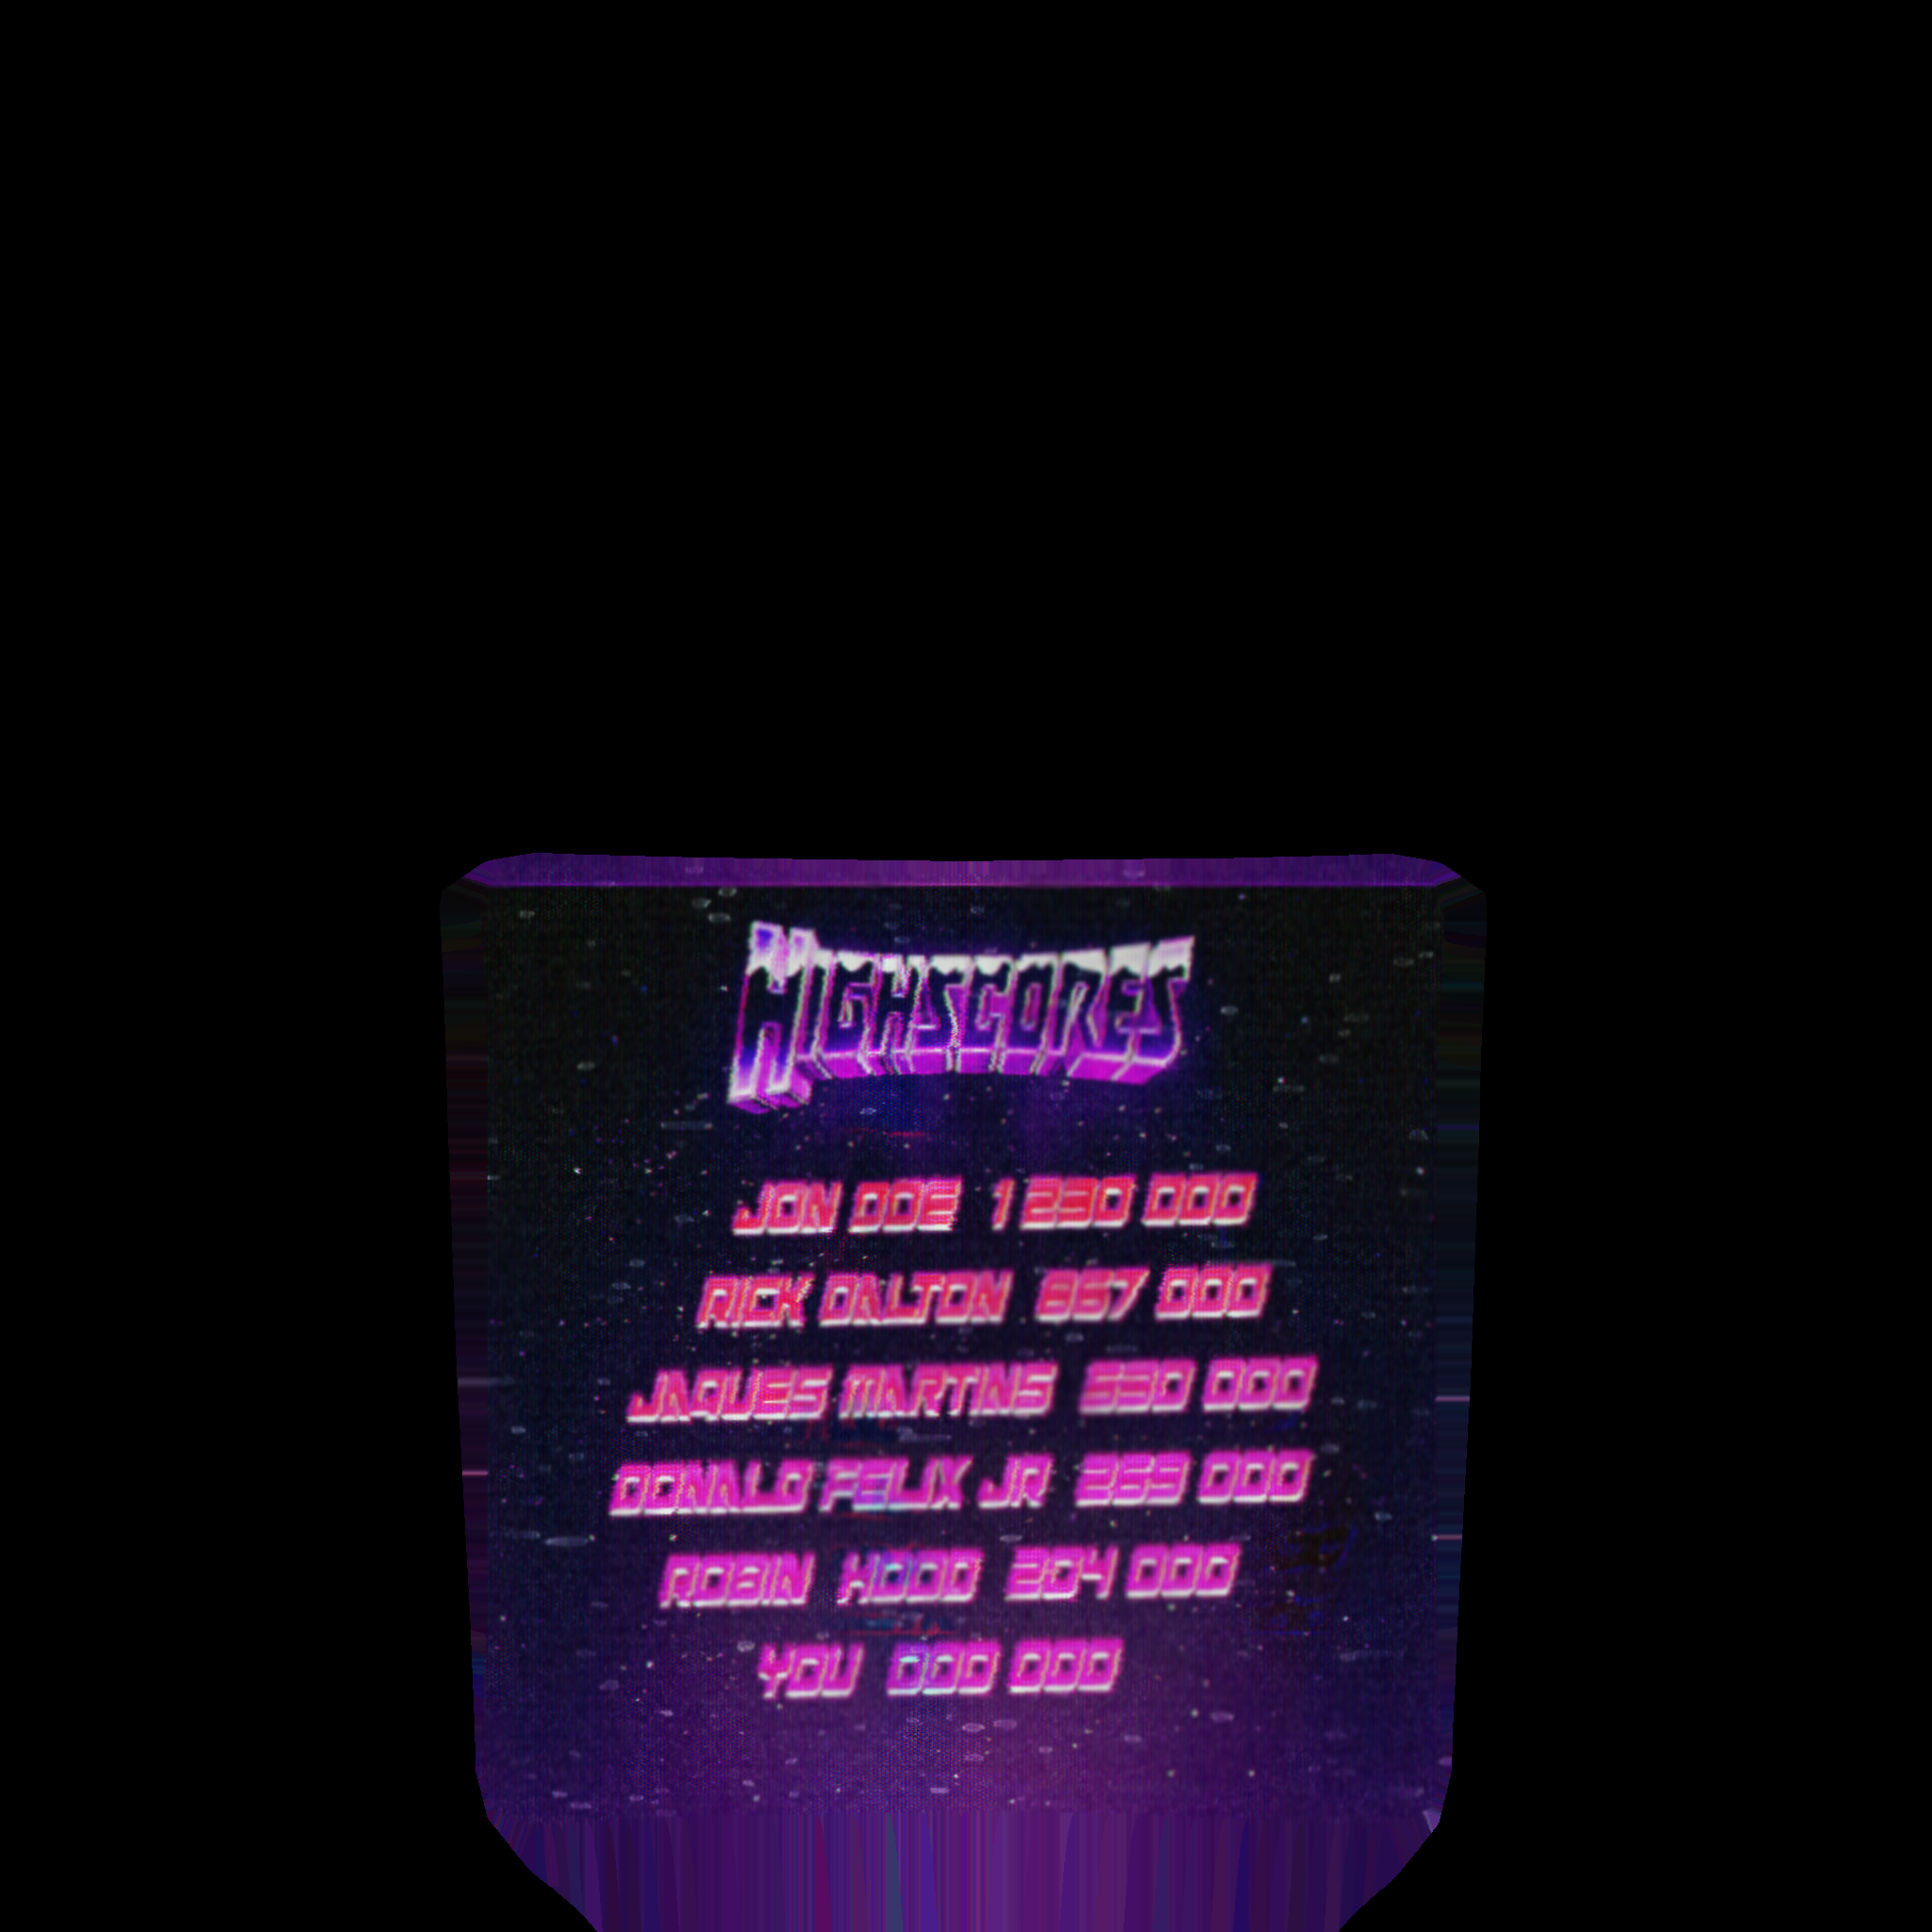 HIGHSCORES
JON DOE 1 230 000
RICK DALTON 867 000
JAQUES MARTINS 530 000
DONALD FELIX JR 269 000
ROBIN HOOD 204 000
YOU 000 000